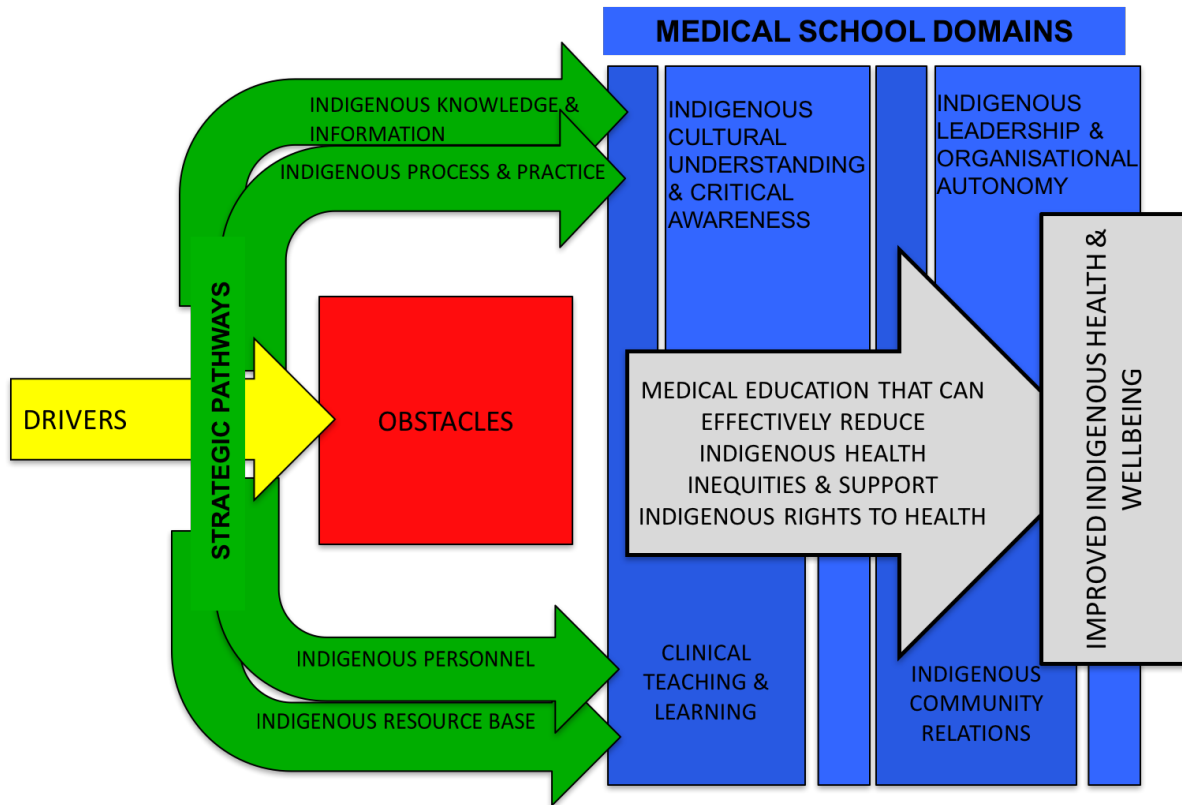 MEDICAL SCHOOL DOMAINS
INDIGENOUS KNOWLEDGE &
INFORMATION
INDIGENOUS PROCESS & PRACTICE
INDIGENOUS
CULTURAL
UNDERSTANDING
& CRITICAL
AWARENESS
INDIGENOUS
LEADERSHIP &
ORGANISATIONAL
AUTONOMY
DRIVERS
STRATEGIC PATHWAYS
OBSTACLES
MEDICAL EDUCATION THAT CAN
EFFECTIVELY REDUCE
INDIGENOUS HEALTH
INEQUITIES & SUPPORT
INDIGENOUS RIGHTS TO HEALTH
IMPROVED INDIGENOUS HEALTH &
WELLBEING
INDIGENOUS PERSONNEL
INDIGENOUS RESOURCE BASE
CLINICAL
TEACHING &
LEARNING
INDIGENOUS
COMMUNITY
RELATIONS